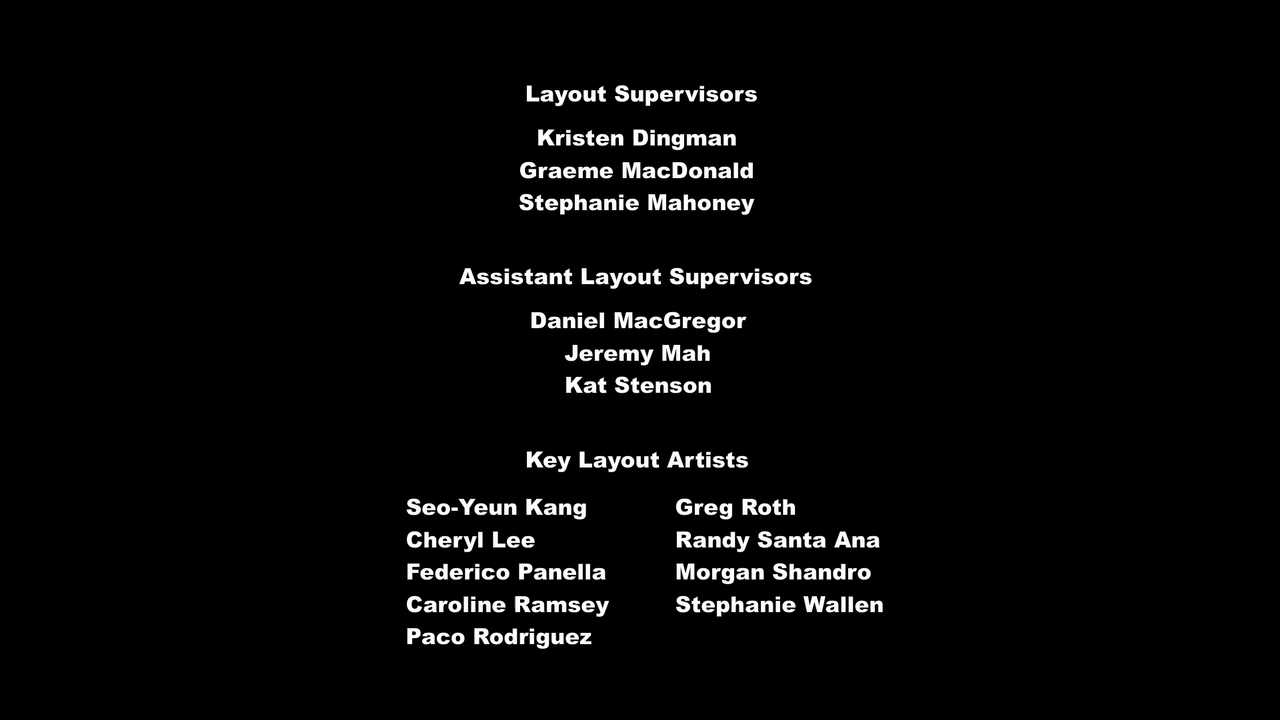 Layout Supervisors
Kristen Dingman
Graeme MacDonald
Stephanie Mahoney
Assistant Layout Supervisors
Daniel MacGregor
Jeremy Mah
Kat Stenson
Key Layout Artists
Seo-Yeun Kang
Cheryl Lee
Federico Panella
Caroline Ramsey
Paco Rodriguez
Greg Roth
Randy Santa Ana
Morgan Shandro
Stephanie Wallen